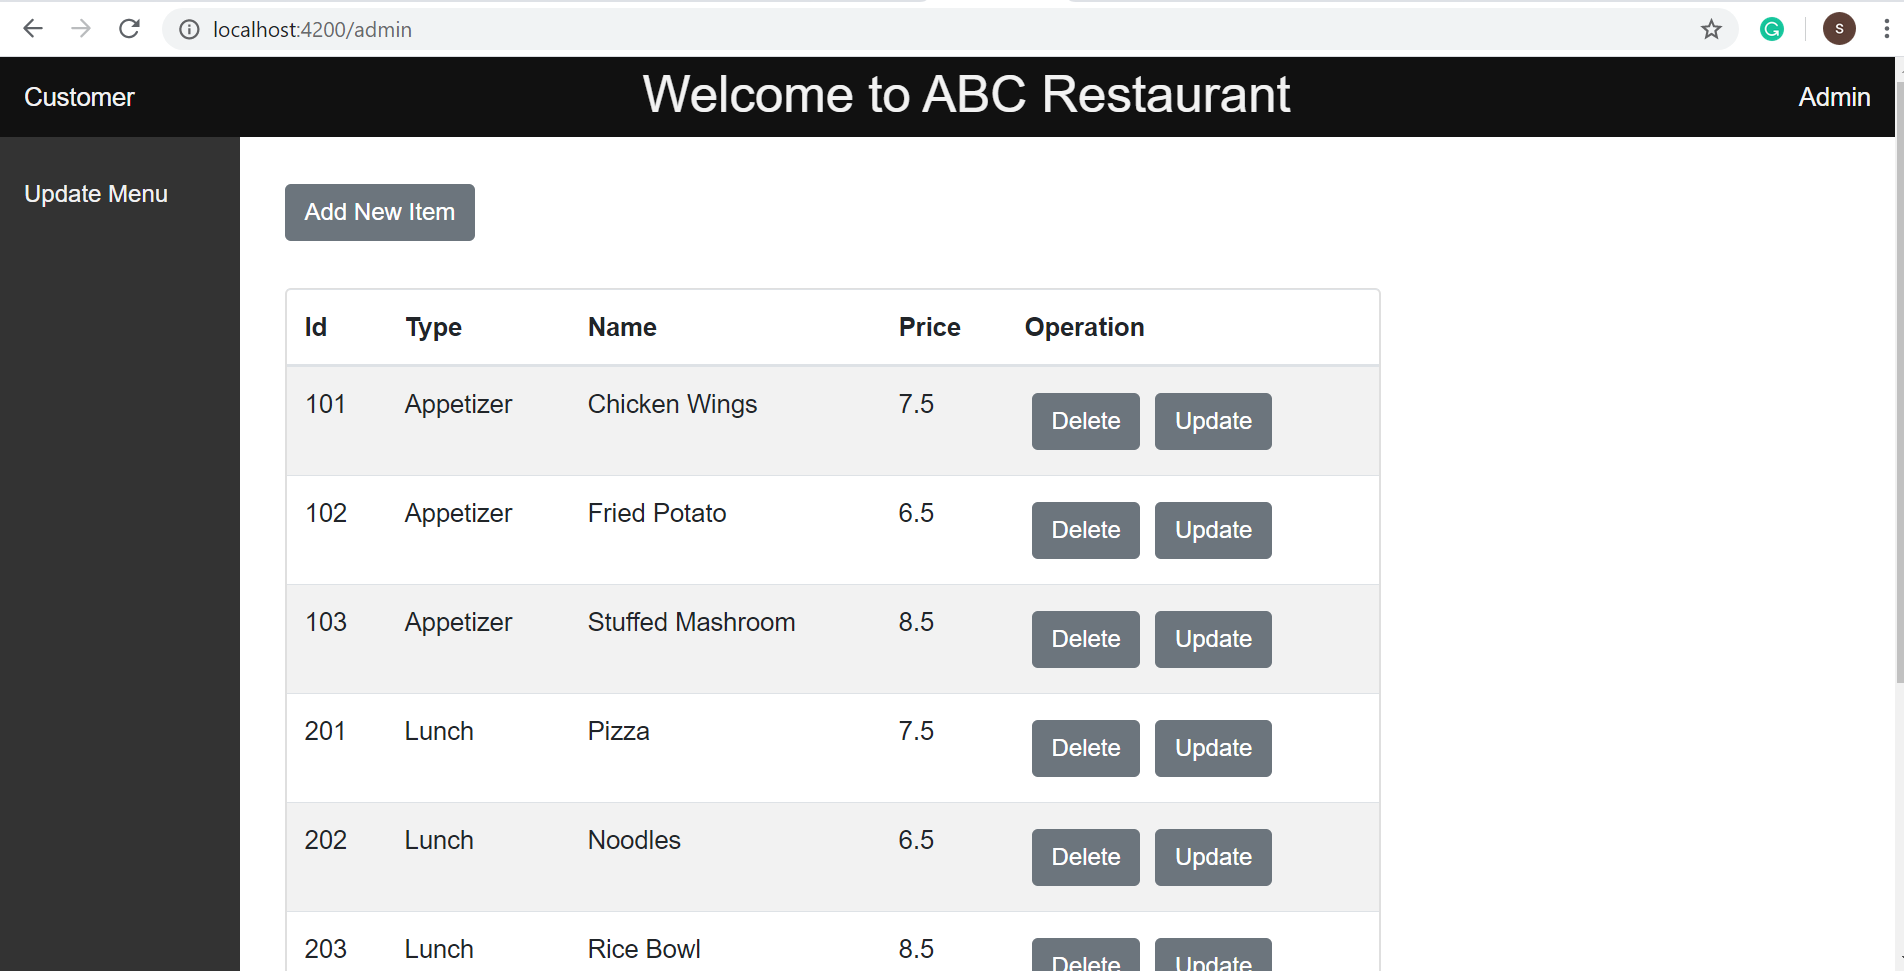 localhost:4200/admin
S
Customer Welcome to ABC Restaurant Admin
Update Menu
Add New Item
Id Type Name Price Operation
101 Appetizer Chicken Wings 7.5 Delete Update
102 Appetizer Fried Potato 6.5 Delete Update
103 Appetizer Stuffed Mashroom 8.5 Delete Update
201 Lunch Pizza 7.5 Delete Update
202 Lunch Noodles 6.5 Delete Update
203 Lunch Rice Bowl 8.5 Delete Update